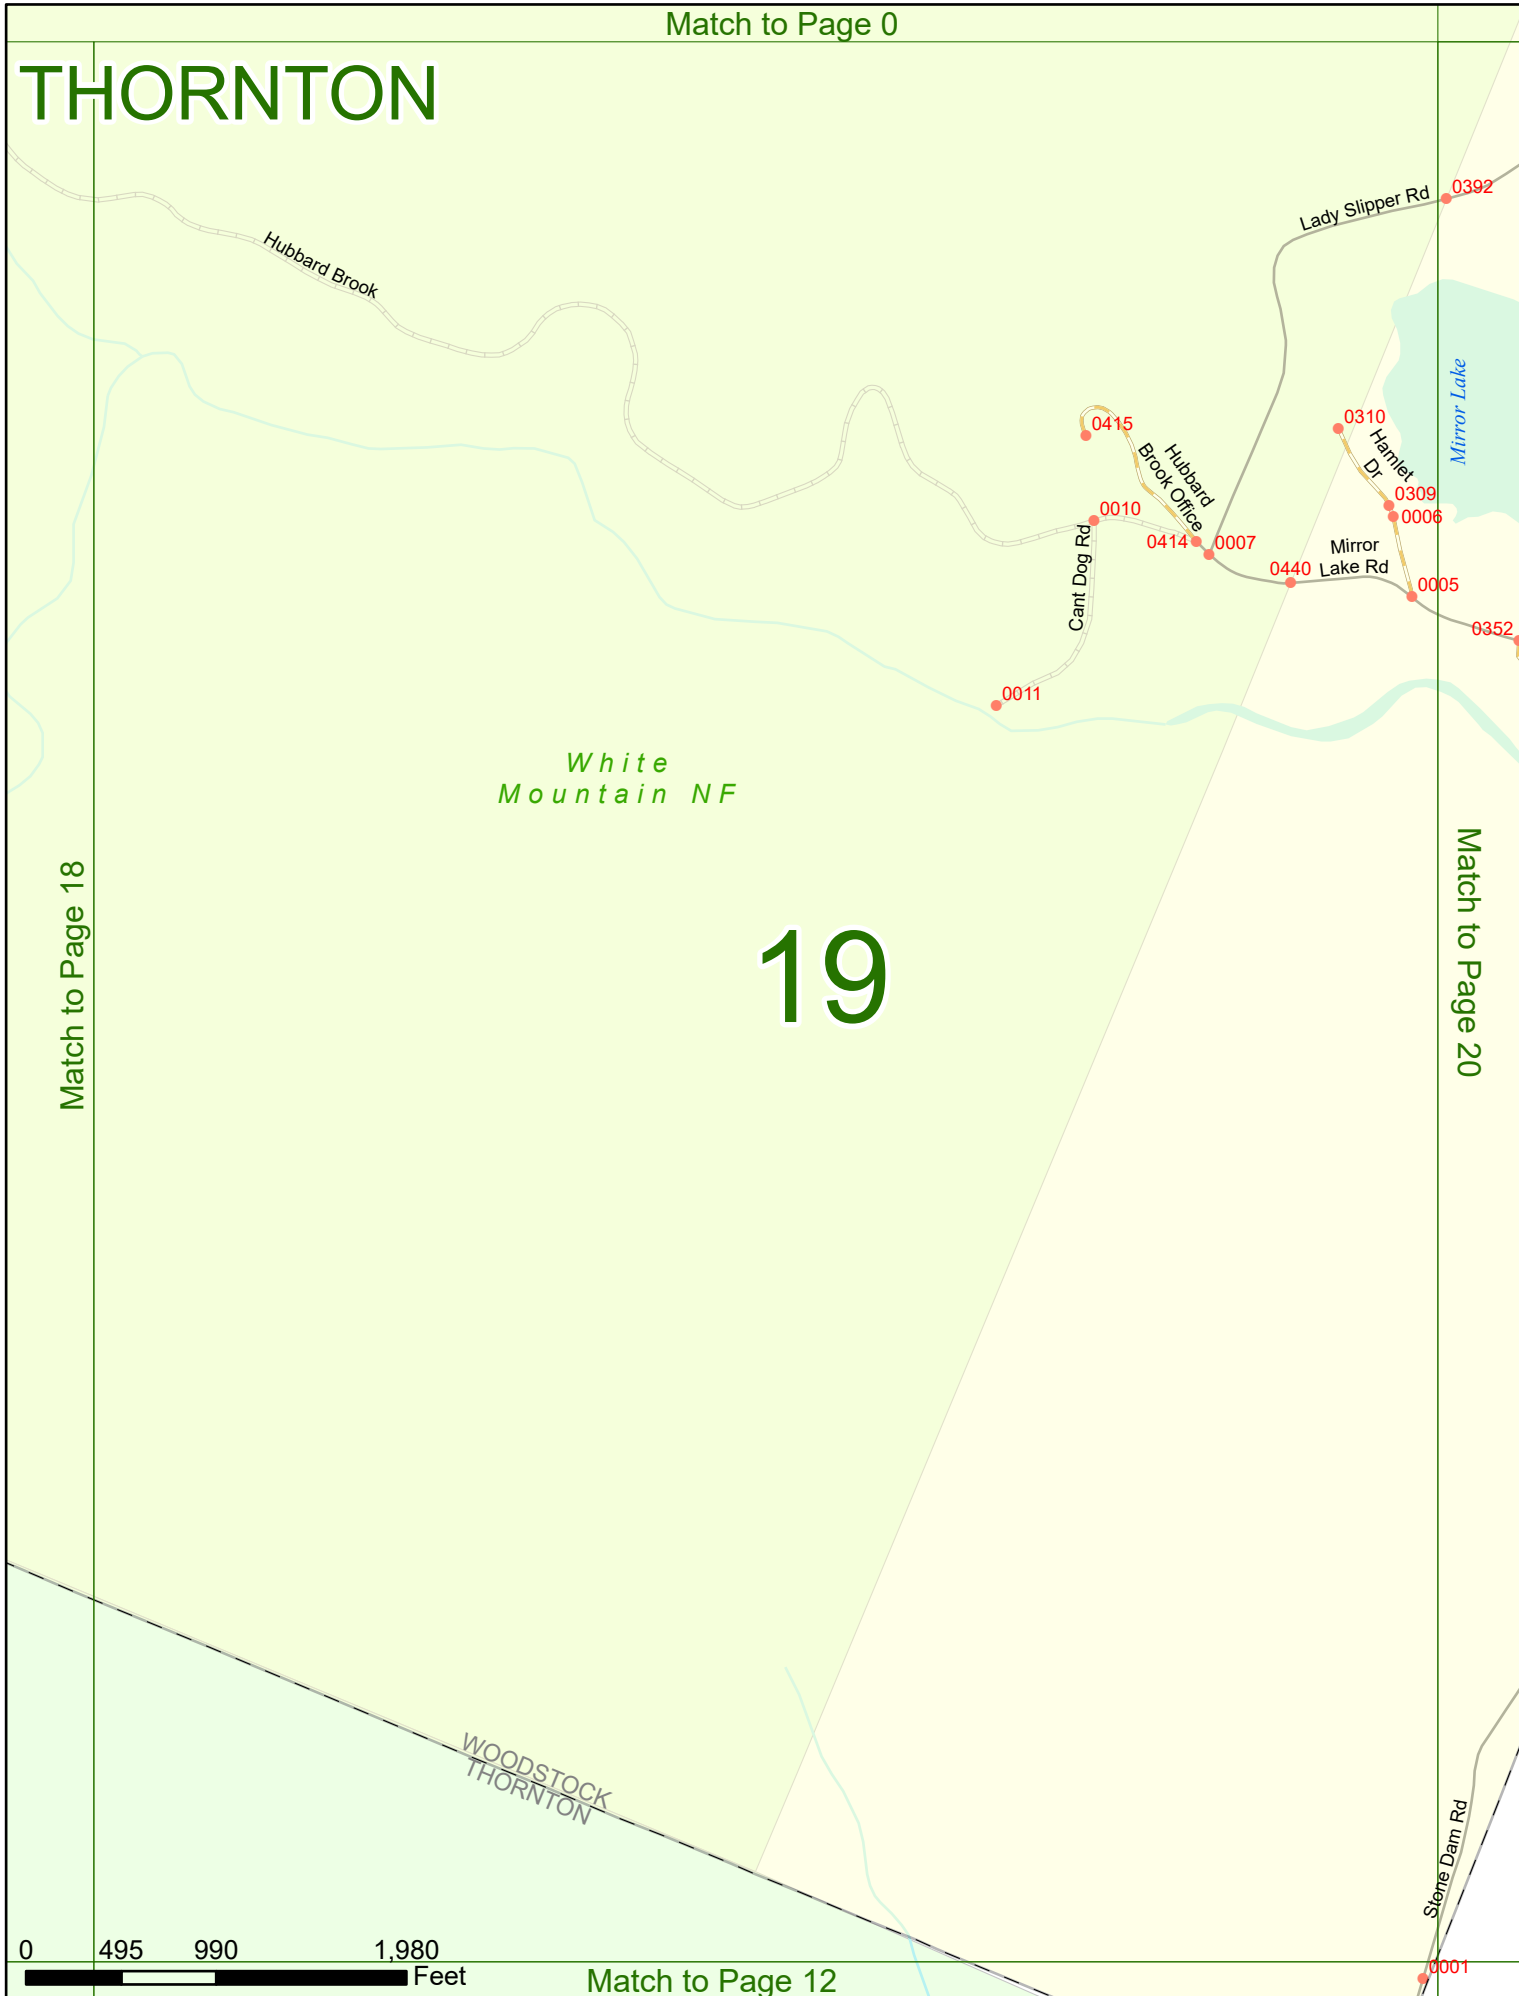 Match to Page 0
THORNTON
0392
Lady Slipper Rd
Hubbard Brook
Mirror Lake
0415
0310
Hubbard
Brook Office
Hamlet
Dr
0309
0006
0010
0414
0007
Mirror
Lake Rd
0440
0005
Cant Dog Rd
0352
0011
White
Mountain NF
Match to Page 18
Match to Page 20
19
WOODSTOCK
THORNTON
Stone Dam Rd
0 495 990 1,980
Feet
Match to Page 12
0001